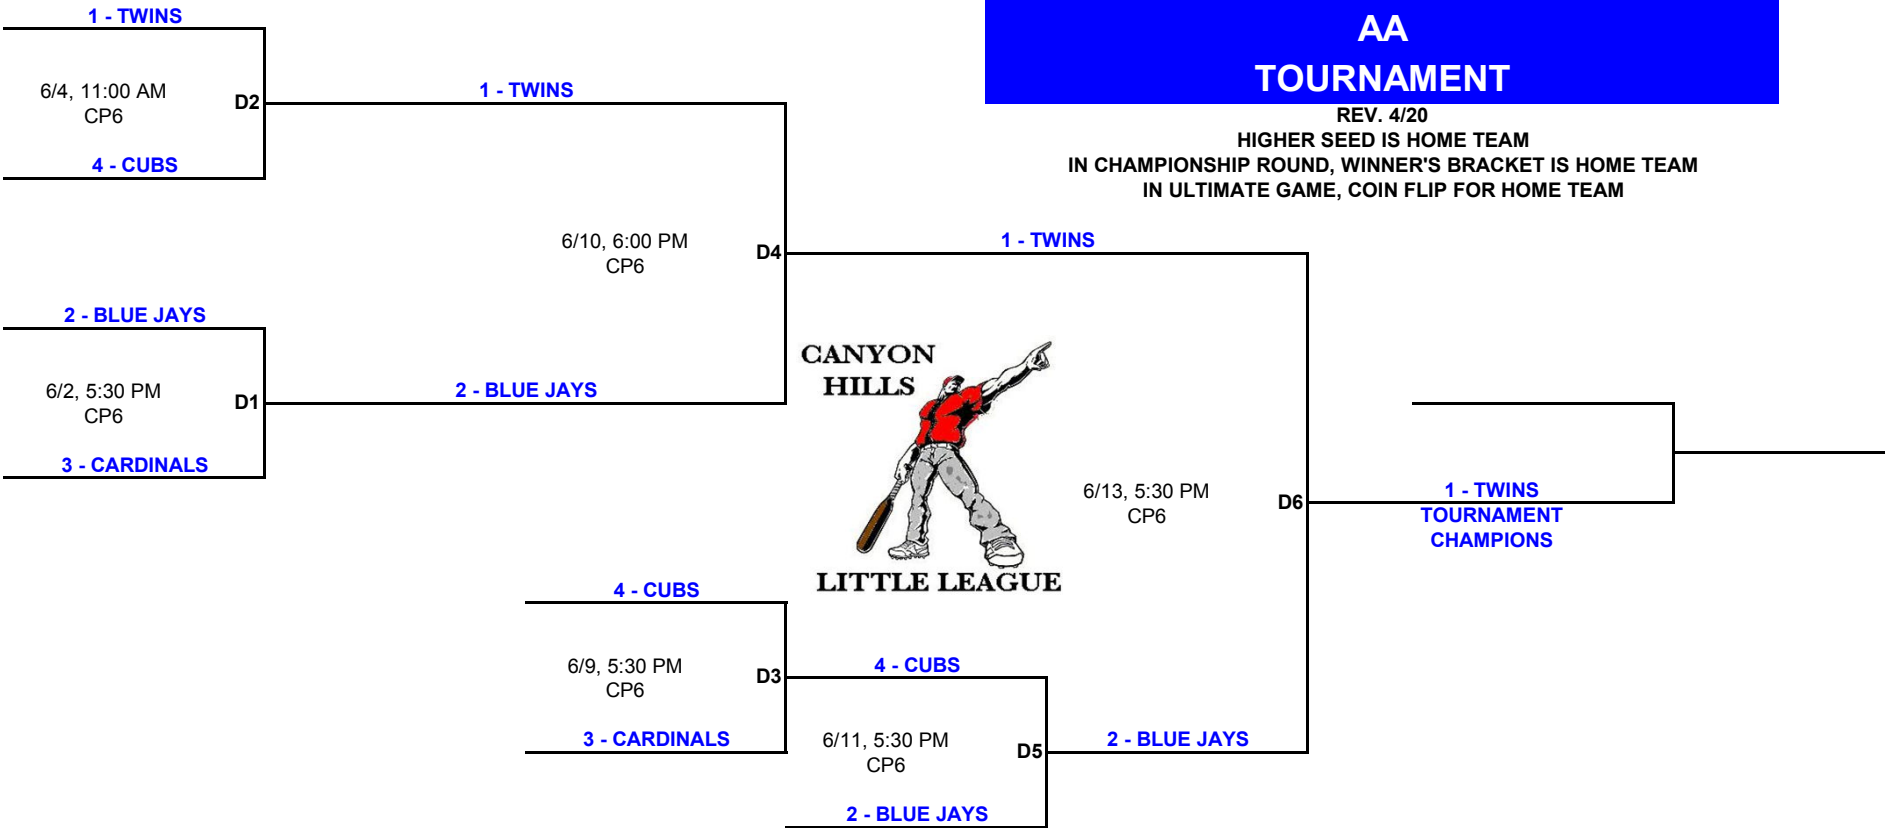 1 - TWINS
6/4, 11:00 AM
CP6
D2
4 - CUBS
1 - TWINS
AA
TOURNAMENT
REV. 4/20
HIGHER SEED IS HOME TEAM
IN CHAMPIONSHIP ROUND, WINNER'S BRACKET IS HOME TEAM
IN ULTIMATE GAME, COIN FLIP FOR HOME TEAM
6/10, 6:00 PM
CP6
D4
1 - TWINS
2 - BLUE JAYS
6/2, 5:30 PM
CP6
D1
3 - CARDINALS
2 - BLUE JAYS
CANYON
HILLS
LITTLE LEAGUE
6/13, 5:30 PM
CP6
D6
1 - TWINS
TOURNAMENT
CHAMPIONS
4 - CUBS
6/9, 5:30 PM
CP6
D3
3 - CARDINALS
4 - CUBS
6/11, 5:30 PM
CP6
D5
2 - BLUE JAYS
2 - BLUE JAYS